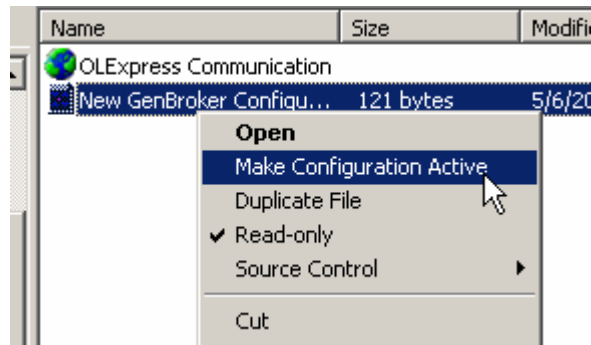 Name Size Modifi
OLExpress Communication
New GenBroker Configu... 121 bytes 5/6/20
Open
Make Configuration Active
Duplicate File
Read-only
Source Control
Cut